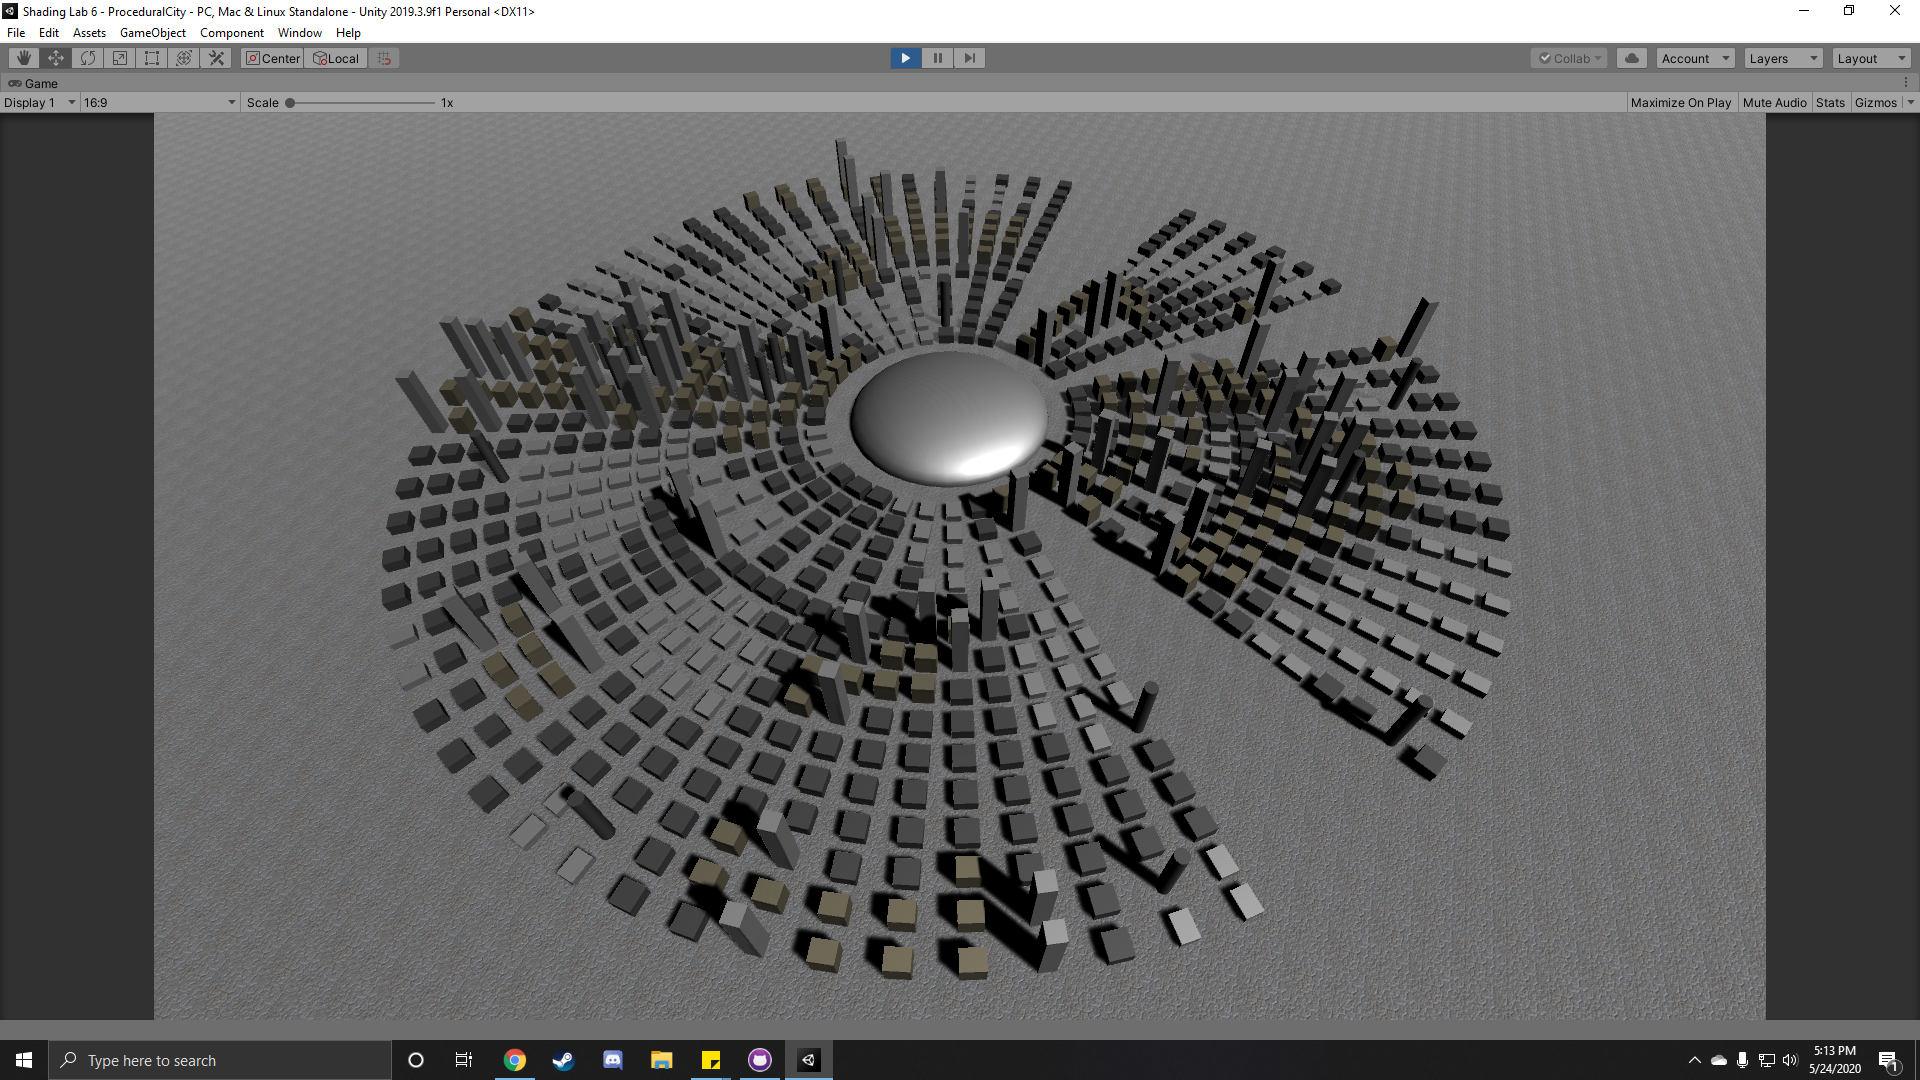 Shading Lab 6 - ProceduralCity - PC, Mac & Linux Standalone - Unity 2019.3.9f1 Personal <DX11>
File Edit Assets GameObject Component Window Help
Center Local Collab Account Layers Layout
Game
Display 1 16:9 Scale 1x Maximize On Play Mute Audio Stats Gizmos
Type here to search
5:13 PM
5/24/2020
1